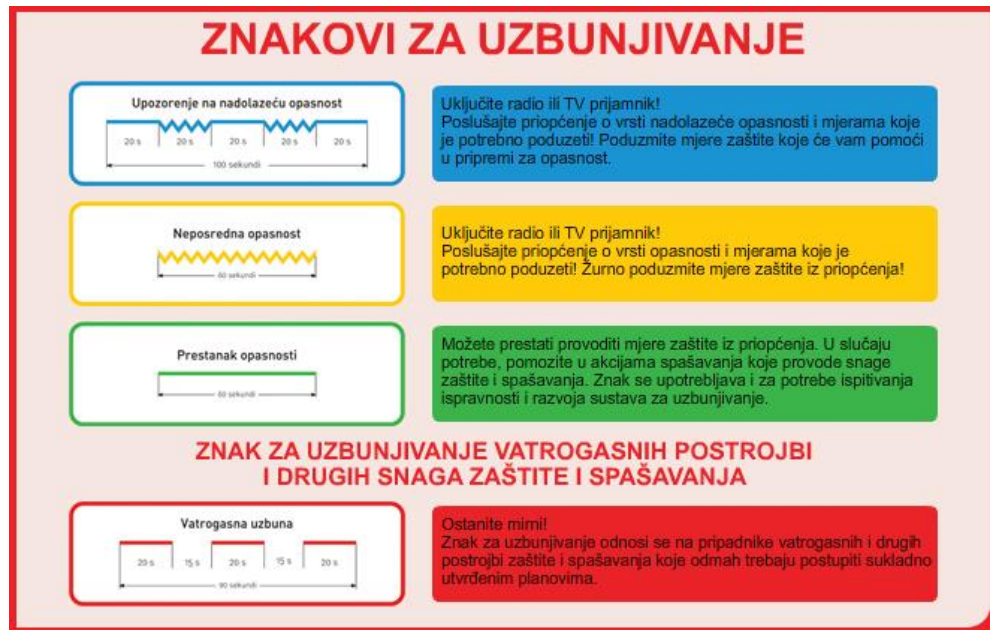 ZNAKOVI ZA UZBUNJIVANJE
Upozorenje na nadolazeću opasnost
20 s 20 s 20 s 20 s 20 s
100 sekundi
Uključite radio ili TV prijamnik!
Poslušajte priopćenje o vrsti nadolazeće opasnosti i mjerama koje
je potrebno poduzeti! Poduzmite mjere zaštite koje će vam pomoći
u pripremi za opasnost.
Neposredna opasnost
60 sekundi
Uključite radio ili TV prijamnik!
Poslušajte priopćenje o vrsti opasnosti i mjerama koje je
potrebno poduzeti! Žurno poduzmite mjere zaštite iz priopćenja!
Prestanak opasnosti
60 sekundi
Možete prestati provoditi mjere zaštite iz priopćenja. U slučaju
potrebe, pomozite u akcijama spašavanja koje provode snage
zaštite i spašavanja. Znak se upotrebljava i za potrebe ispitivanja
ispravnosti i razvoja sustava za uzbunjivanje.
ZNAK ZA UZBUNJIVANJE VATROGASNIH POSTROJBI
I DRUGIH SNAGA ZAŠTITE I SPAŠAVANJA
Vatrogasna uzbuna
20 s 15 s 20 s 15 s 20 s
90 sekundi
Ostanite mirni!
Znak za uzbunjivanje odnosi se na pripadnike vatrogasnih i drugih
postrojbi zaštite i spašavanja koje odmah trebaju postupiti sukladno
utvrđenim planovima.